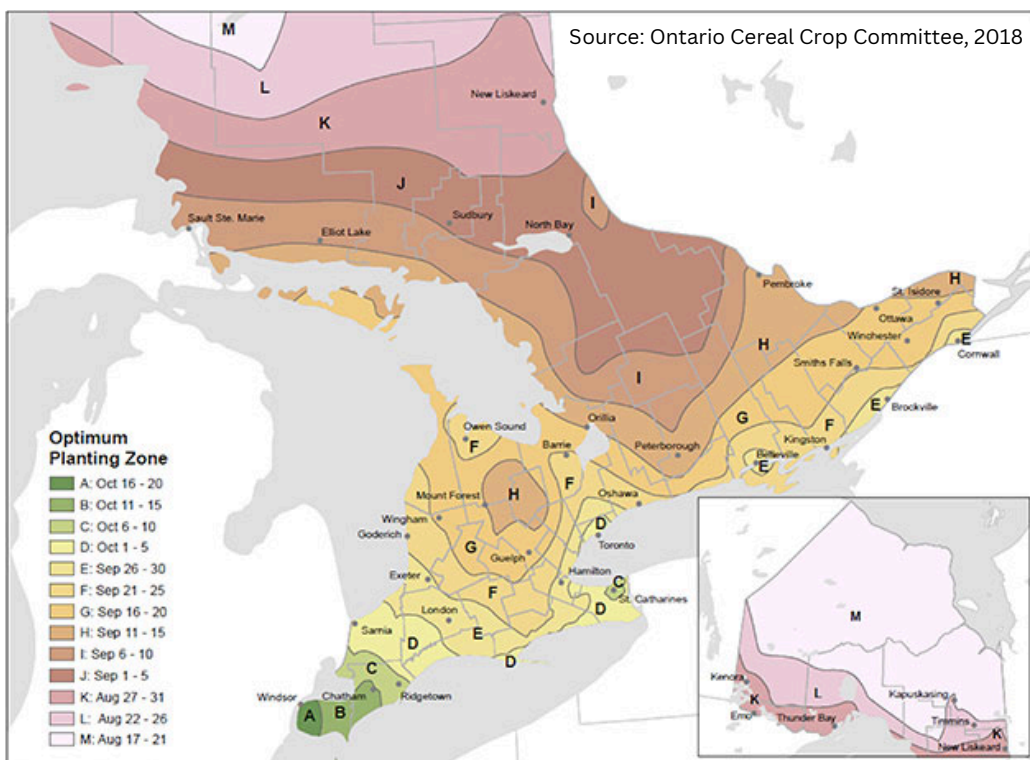 Source: Ontario Cereal Crop Committee, 2018
M
L
New Liskeard
K
J
I
Sault Ste. Marie
Sudbury
Elliot Lake
North Bay
Pembroke
H
St. Isidore
Ottawa
Winchester
E
Cornwall
H
Smiths Falls
I
E
Brockville
G
F
Orillia
Owen Sound
F
Barrie
Peterborough
Kingston
Belleville
E
Optimum
Planting Zone
A: Oct 16 - 20
B: Oct 11 - 15
C: Oct 6 - 10
D: Oct 1 - 5
E: Sep 26 - 30
F: Sep 21 - 25
G: Sep 16 - 20
H: Sep 11 - 15
I: Sep 6 - 10
J: Sep 1 - 5
K: Aug 27 - 31
L: Aug 22 - 26
M: Aug 17 - 21
Mount Forest
H
F
Oshawa
Wingham
D
Goderich
Toronto
G
Guelph
Exeter
Hamilton
C
F
St. Catharines
London
D
Sarnia
D
E
D
C
Chatham
Ridgetown
Windsor
A
B
M
Kenora
K
L
Kapuskasing
Emo
Thunder Bay
Timmins
K
New Liskeard